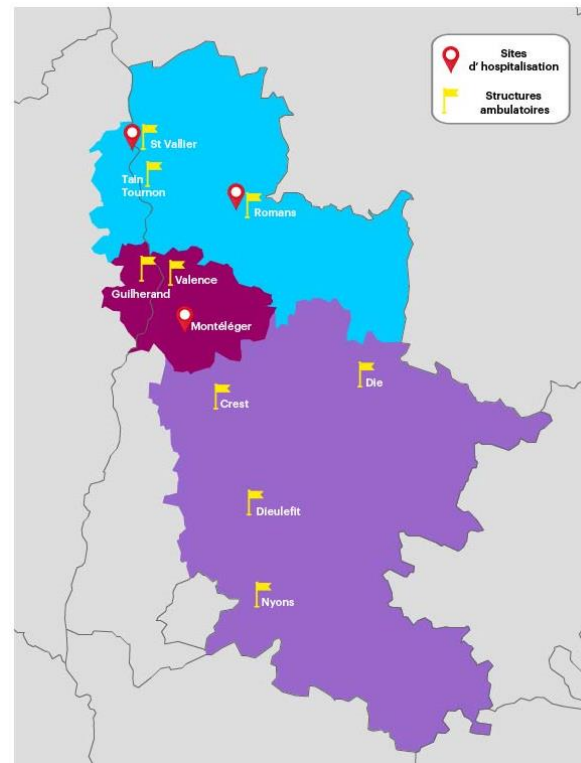 Sites
d' hospitalisation
Structures
ambulatoires
St Vallier
Tain
Tournon
Romans
Valence
Guilherand
Montéléger
Die
Crest
Dieulefit
Nyons